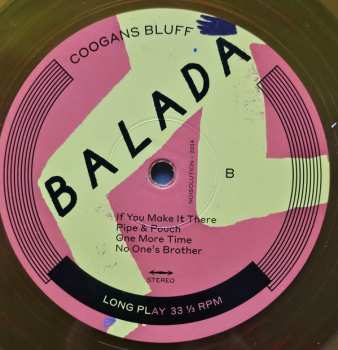 COOGANS BLUFF
BALADA
NOISOLUTION - 2024
B
If You Make It There
Pipe & Pouch
One More Time
No One's Brother
STEREO
LONG PLAY 33 ⅓ RPM